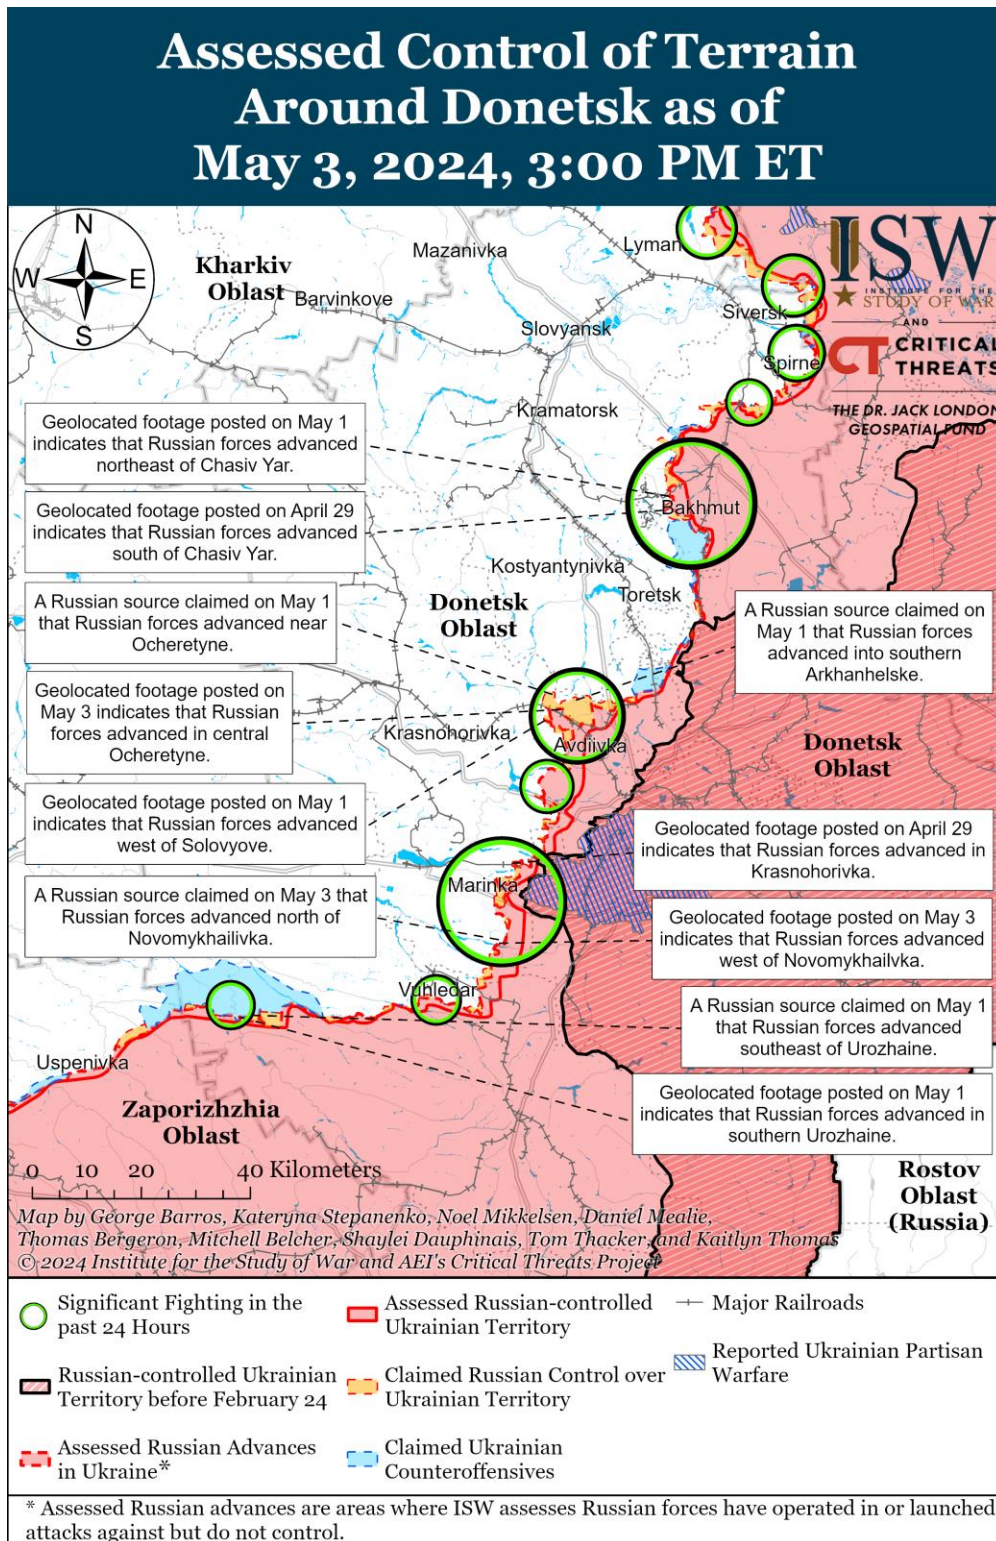 Assessed Control of Terrain
Around Donetsk as of
May 3, 2024, 3:00 PM ET
N
W
E
S
Kharkiv
Oblast
Mazanivka
Barvinkove
Lyman
Slovyansk
Siversk
Spirne
Kramatorsk
ISW
INSTITUTE FOR THE
STUDY OF WAR
AND
CT CRITICAL
THREATS
THE DR. JACK LONDON
GEOSPATIAL FUND
Geolocated footage posted on May 1
indicates that Russian forces advanced
northeast of Chasiv Yar.
Geolocated footage posted on April 29
indicates that Russian forces advanced
south of Chasiv Yar.
Bakhmut
Kostyantynivka
Toretsk
Donetsk
Oblast
A Russian source claimed on May 1
that Russian forces advanced near
Ocheretyne.
A Russian source claimed on
May 1 that Russian forces
advanced into southern
Arkhanhelske.
Geolocated footage posted on
May 3 indicates that Russian
forces advanced in central
Ocheretyne.
Krasnohorivka
Avdiivka
Donetsk
Oblast
Geolocated footage posted on May 1
indicates that Russian forces advanced
west of Solovyove.
Geolocated footage posted on April 29
indicates that Russian forces advanced in
Krasnohorivka.
Marinka
A Russian source claimed on May 3 that
Russian forces advanced north of
Novomykhailivka.
Geolocated footage posted on May 3
indicates that Russian forces advanced
west of Novomykhailvka.
Vuhledar
A Russian source claimed on May 1
that Russian forces advanced
southeast of Urozhaine.
Uspenivka
Geolocated footage posted on May 1
indicates that Russian forces advanced in
southern Urozhaine.
Zaporizhzhia
Oblast
Rostov
Oblast
(Russia)
0 10 20 40 Kilometers
Map by George Barros, Kateryna Stepanenko, Noel Mikkelsen, Daniel Mealie,
Thomas Bergeron, Mitchell Belcher, Shaylei Dauphinais, Tom Thacker, and Kaitlyn Thomas
© 2024 Institute for the Study of War and AEI's Critical Threats Project
Significant Fighting in the
past 24 Hours
Russian-controlled Ukrainian
Territory before February 24
Assessed Russian Advances
in Ukraine*
Assessed Russian-controlled
Ukrainian Territory
Claimed Russian Control over
Ukrainian Territory
Claimed Ukrainian
Counteroffensives
Major Railroads
Reported Ukrainian Partisan
Warfare
* Assessed Russian advances are areas where ISW assesses Russian forces have operated in or launched
attacks against but do not control.